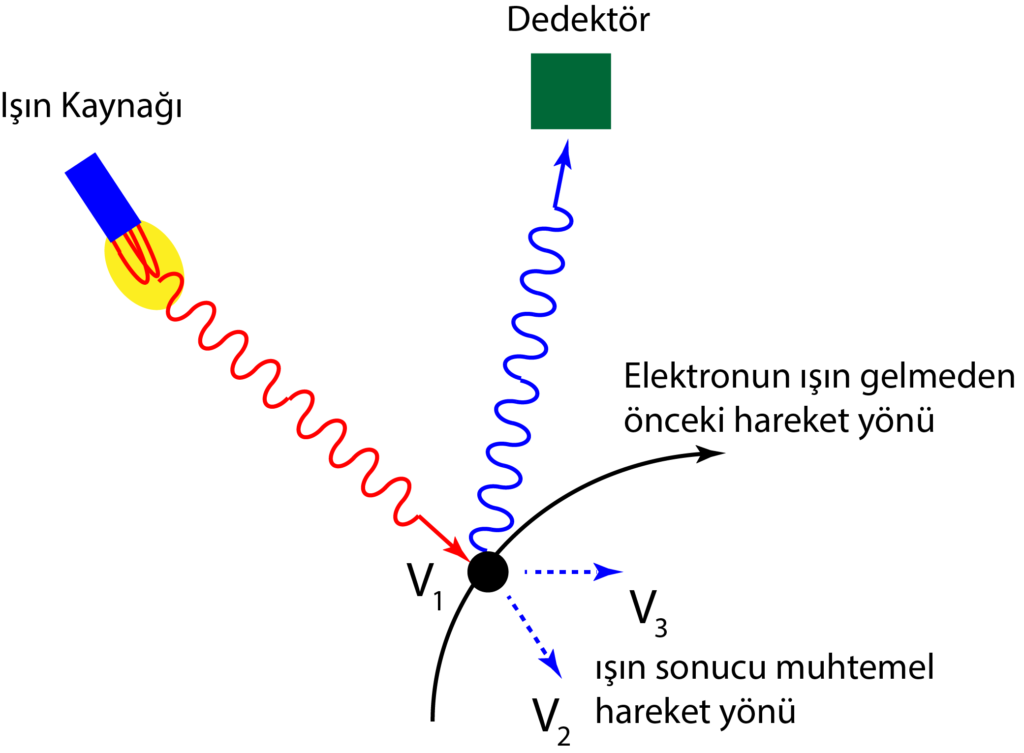 Dedektör
Işın Kaynağı
Elektronun ışın gelmeden
önceki hareket yönü
V1
V3
ışın sonucu muhtemel
hareket yönü
V2